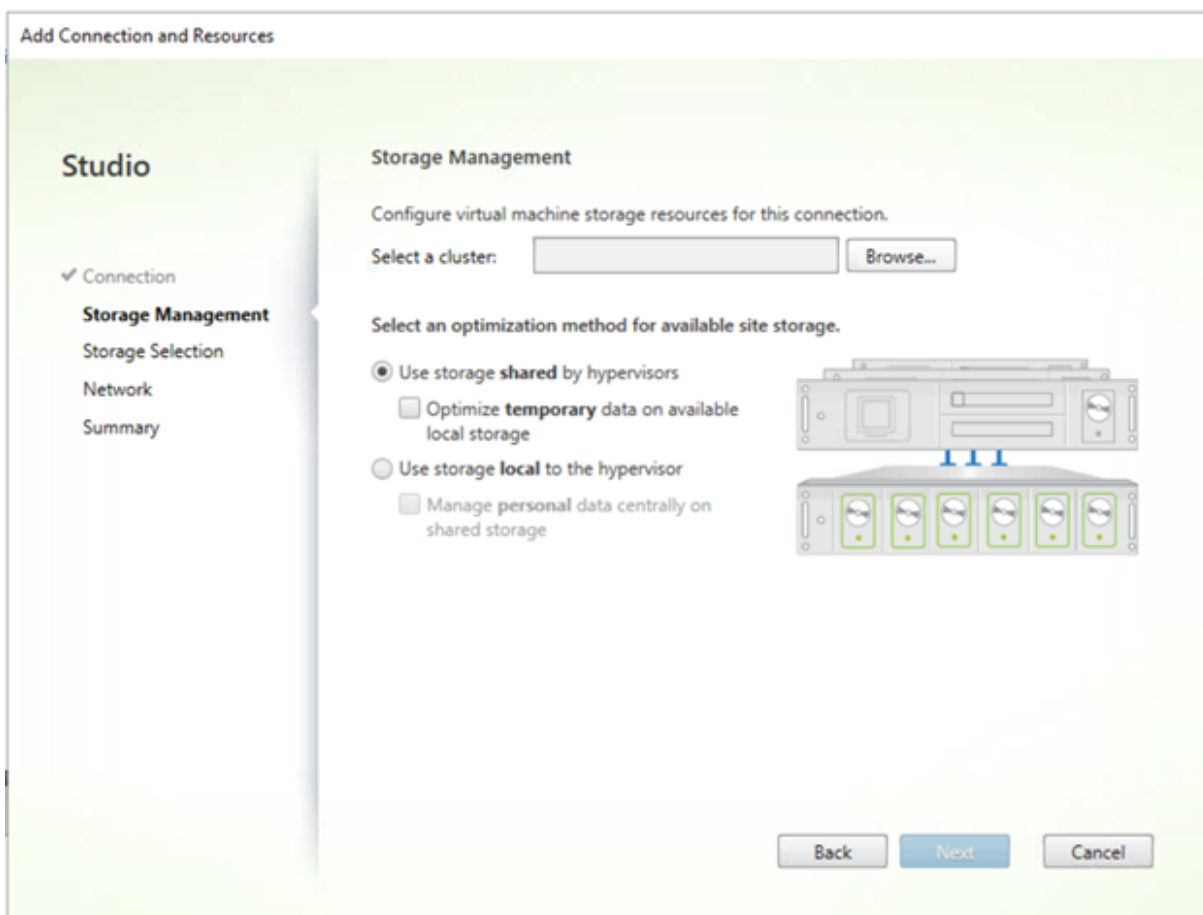 Add Connection and Resources
Studio
Connection
Storage Management
Storage Selection
Network
Summary
Storage Management
Configure virtual machine storage resources for this connection.
Select a cluster:
Browse...
Select an optimization method for available site storage.
Use storage shared by hypervisors
Optimize temporary data on available
local storage
Use storage local to the hypervisor
Manage personal data centrally on
shared storage
Back
Next
Cancel